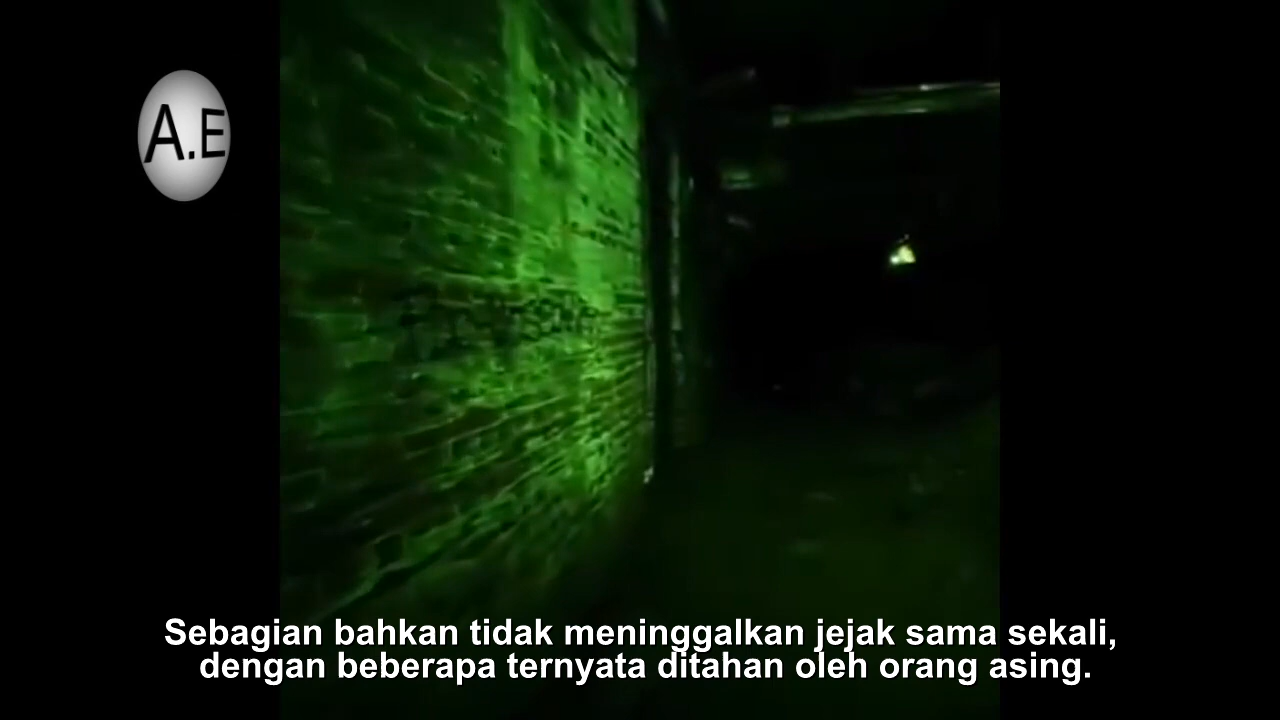 A.E
Sebagian bahkan tidak meninggalkan jejak sama sekali,
dengan beberapa ternyata ditahan oleh orang asing.